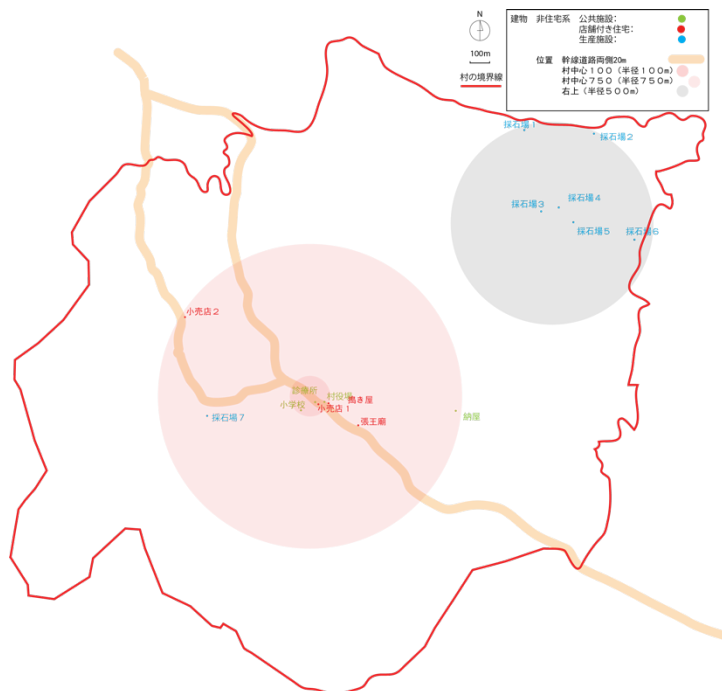 N
100m
村の境界線
建物 非住宅系 公共施設:
店舗付き住宅:
生産施設:
位置 幹線道路両側20m
村中心100（半径100m）
村中心750（半径750m）
右上（半径500m）
採石場1
採石場2
採石場3
採石場4
採石場5
採石場6
小売店2
診療所
村役場
搗き屋
小学校
小売店1
張王廟
採石場7
納屋